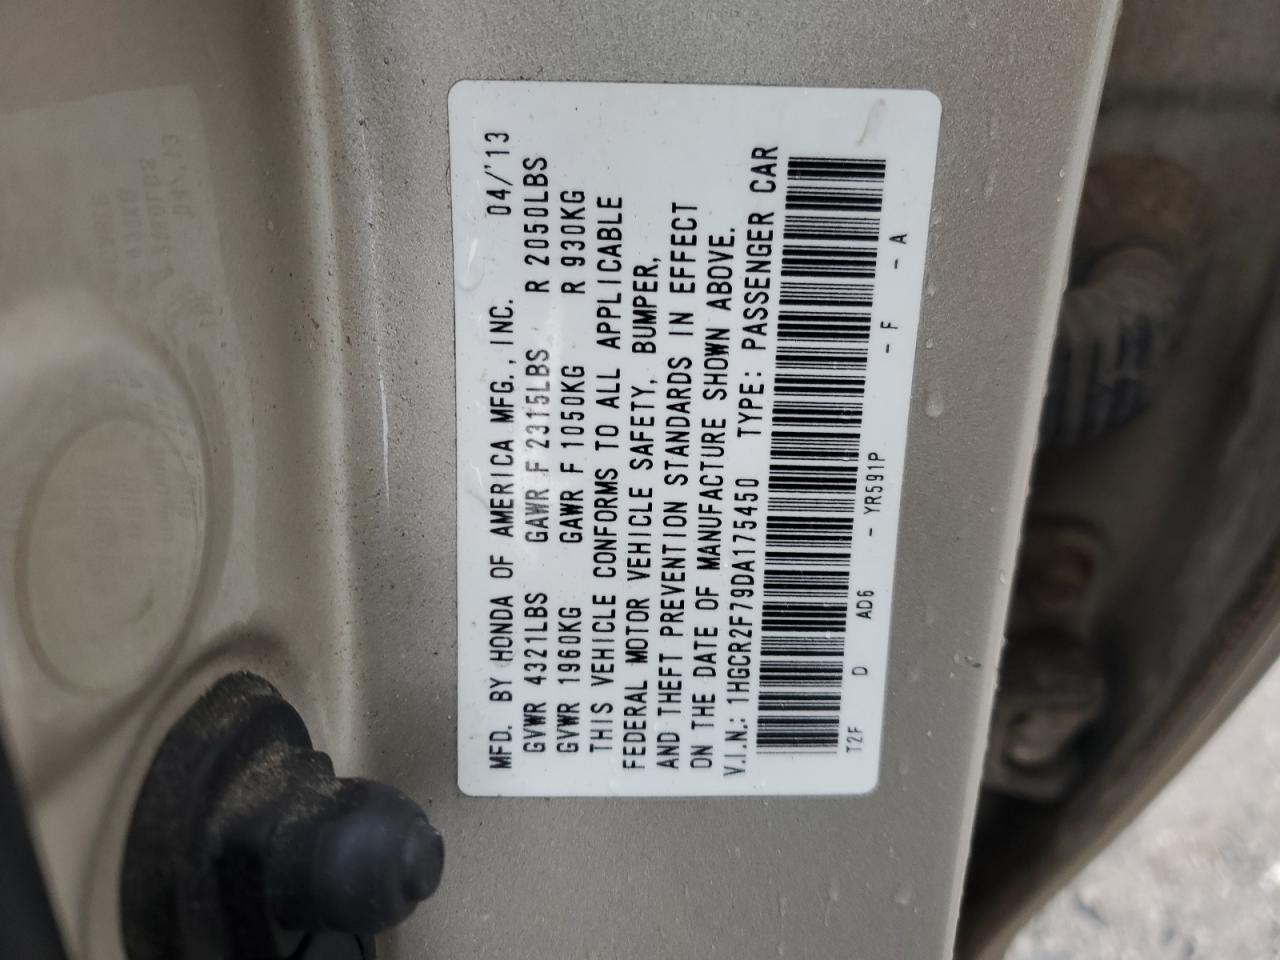 MFD. BY HONDA OF AMERICA MFG., INC. 04/'13
GVWR 4321LBS GAWR F 2315LBS R 2050LBS
GVWR 1960KG GAWR F 1050KG R 930KG
THIS VEHICLE CONFORMS TO ALL APPLICABLE
FEDERAL MOTOR VEHICLE SAFETY, BUMPER,
AND THEFT PREVENTION STANDARDS IN EFFECT
ON THE DATE OF MANUFACTURE SHOWN ABOVE.
V.I.N.: 1HGCR2F79DA175450 TYPE: PASSENGER CAR
T2F D AD6 - YR591P - F - A